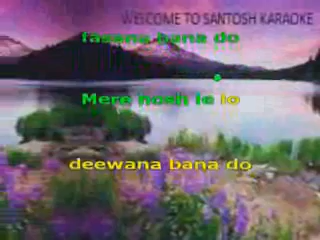 WELCOME TO SANTOSH KARAOKE
fasana bana do
Mere hosh le lo
deewana bana do